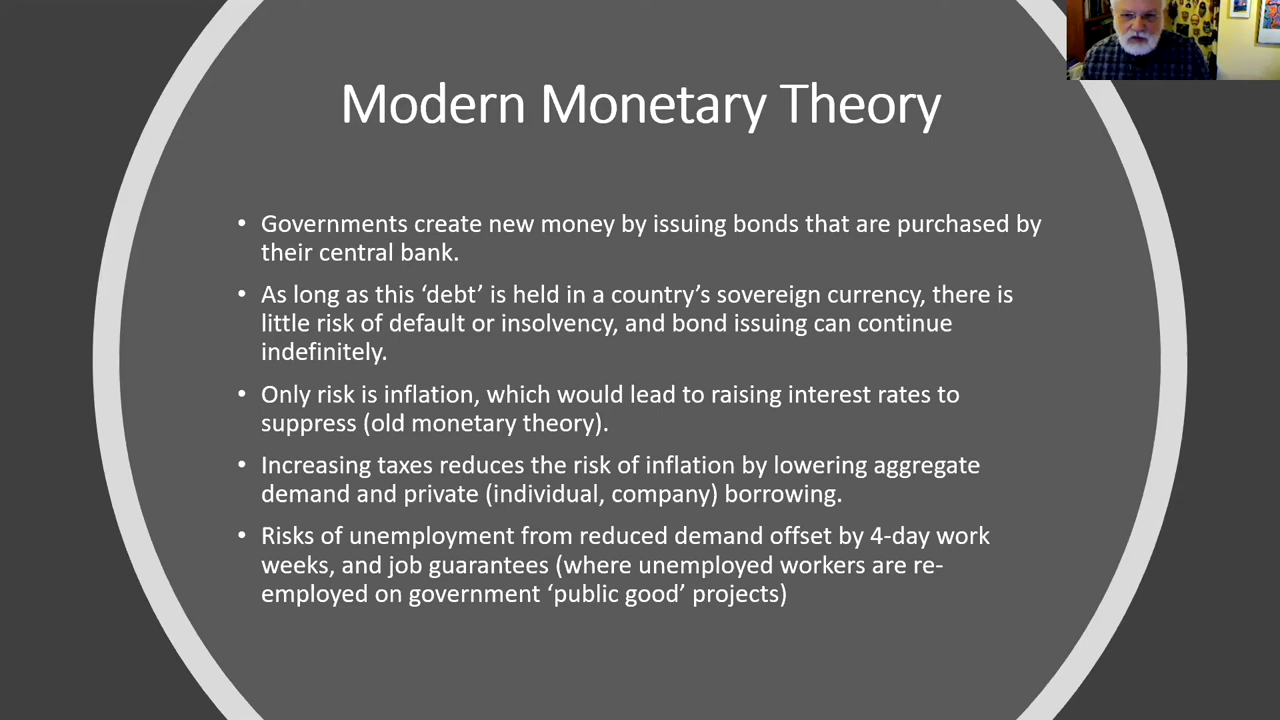 Modern Monetary Theory
• Governments create new money by issuing bonds that are purchased by
their central bank.
• As long as this ‘debt’ is held in a country’s sovereign currency, there is
little risk of default or insolvency, and bond issuing can continue
indefinitely.
• Only risk is inflation, which would lead to raising interest rates to
suppress (old monetary theory).
• Increasing taxes reduces the risk of inflation by lowering aggregate
demand and private (individual, company) borrowing.
• Risks of unemployment from reduced demand offset by 4-day work
weeks, and job guarantees (where unemployed workers are re-
employed on government ‘public good’ projects)